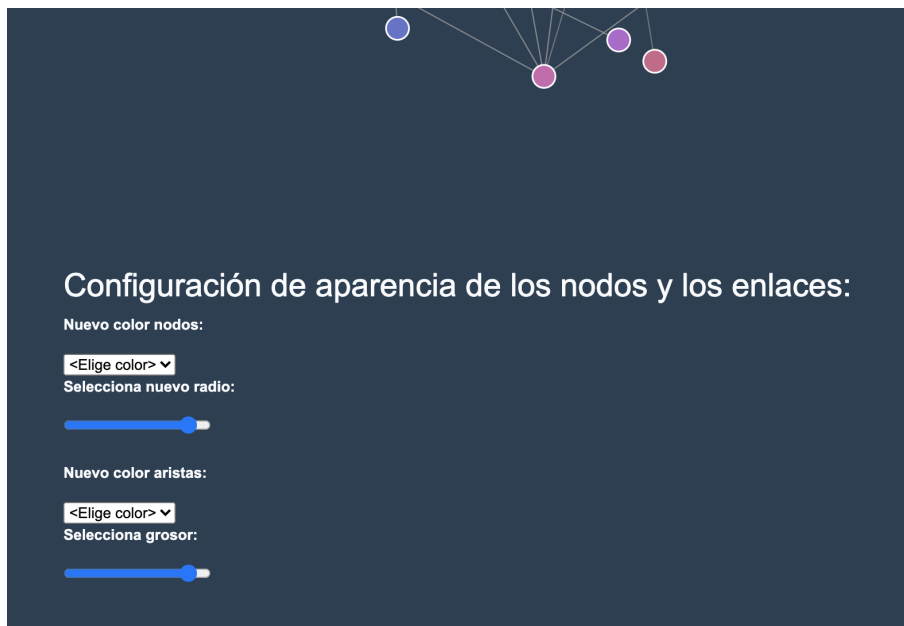 Configuración de aparencia de los nodos y los enlaces:
Nuevo color nodos:
<Elige color>
Selecciona nuevo radio:
Nuevo color aristas:
<Elige color>
Selecciona grosor: